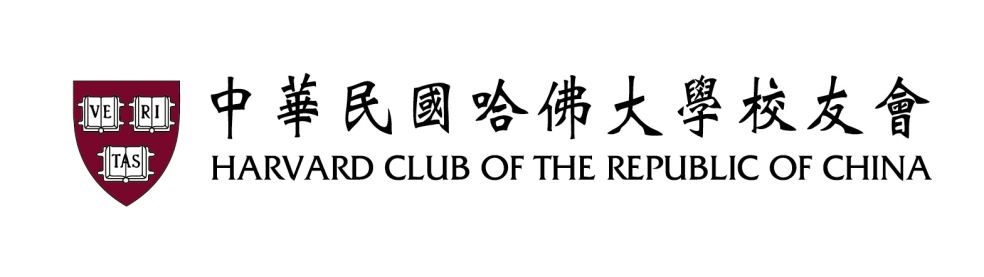 VE RI
TAS
中華民國哈佛大學校友會
HARVARD CLUB OF THE REPUBLIC OF CHINA